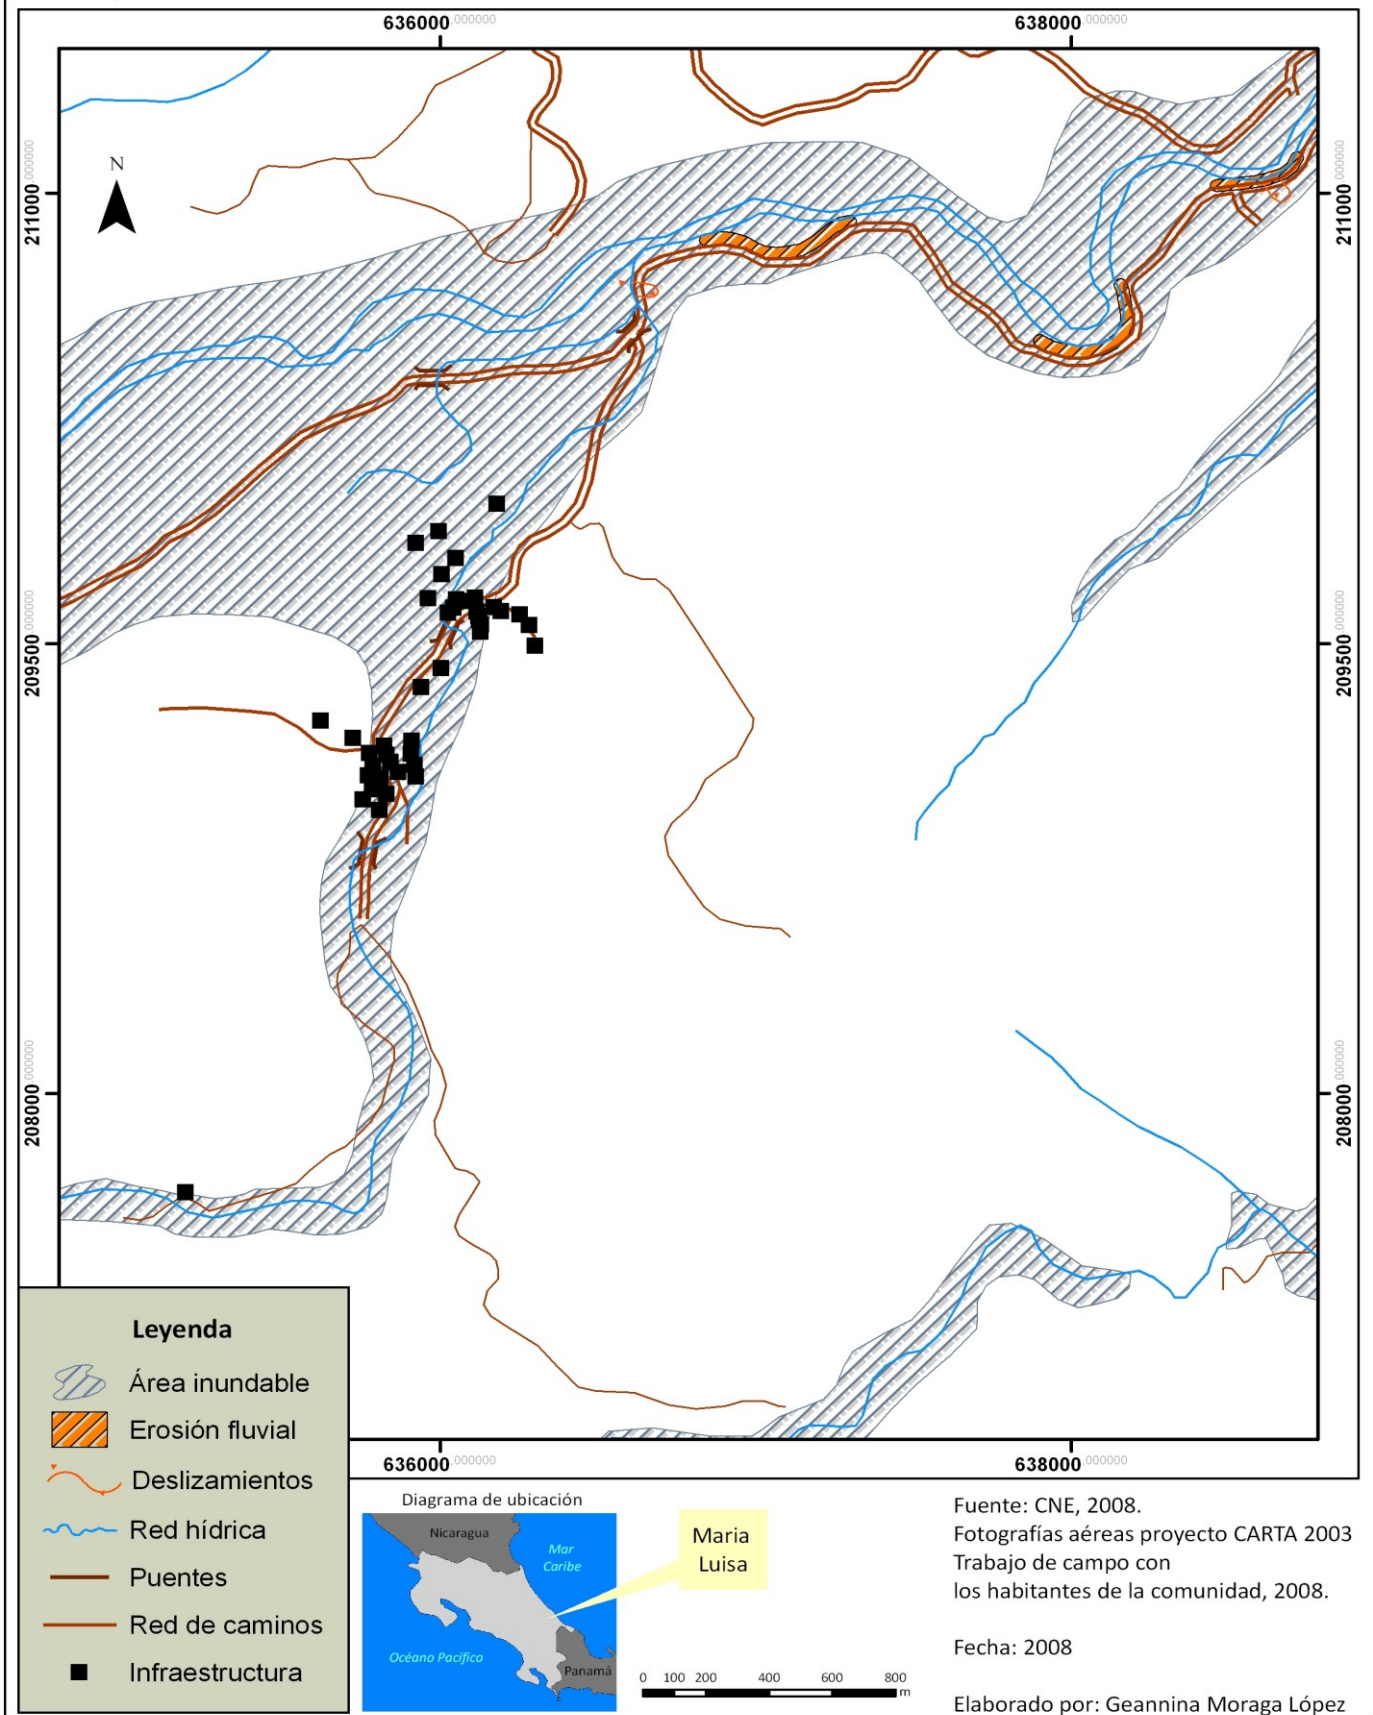 636000.000000
638000.000000
N
211000.000000
211000.000000
209500.000000
209500.000000
208000.000000
208000.000000
636000.000000
638000.000000
Leyenda
Área inundable
Erosión fluvial
Deslizamientos
Red hídrica
Puentes
Red de caminos
Infraestructura
Diagrama de ubicación
Nicaragua
Mar
Caribe
Océano Pacífico
Panamá
Maria
Luisa
0 100 200 400 600 800
m
Fuente: CNE, 2008.
Fotografías aéreas proyecto CARTA 2003
Trabajo de campo con
los habitantes de la comunidad, 2008.
Fecha: 2008
Elaborado por: Geannina Moraga López